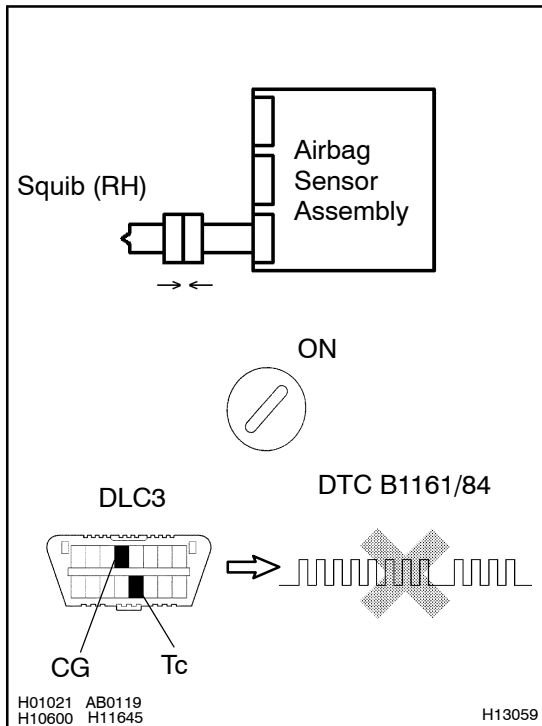 Airbag
Sensor
Assembly
Squib (RH)
ON
DLC3
DTC B1161/84
CG
Tc
H01021 AB0119
H10600 H11645
H13059